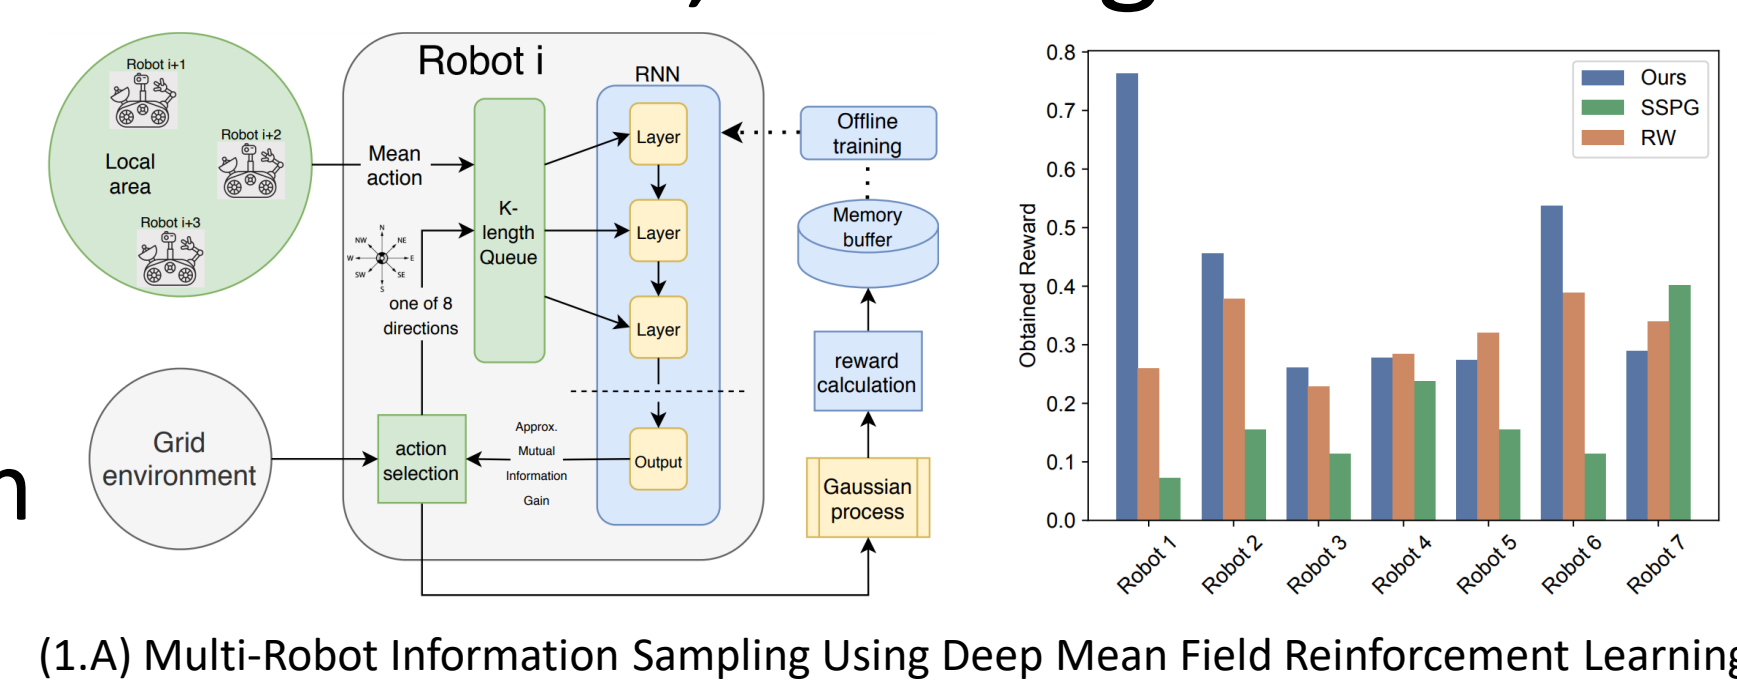 Robot i+1
Robot i+2
Local
area
Robot i+3
Grid
environment
Robot i
RNN
Mean
action
N
NE
E
SE
S
SW
W
NW
one of 8
directions
K-
length
Queue
Layer
Layer
Layer
Output
action
selection
Approx.
Mutual
Information
Gain
Offline
training
Memory
buffer
reward
calculation
Gaussian
process
Obtained Reward
0.8
0.7
0.6
0.5
0.4
0.3
0.2
0.1
0.0
Ours
SSPG
RW
Robot 1
Robot 2
Robot 3
Robot 4
Robot 5
Robot 6
Robot 7
(1.A) Multi-Robot Information Sampling Using Deep Mean Field Reinforcement Learning